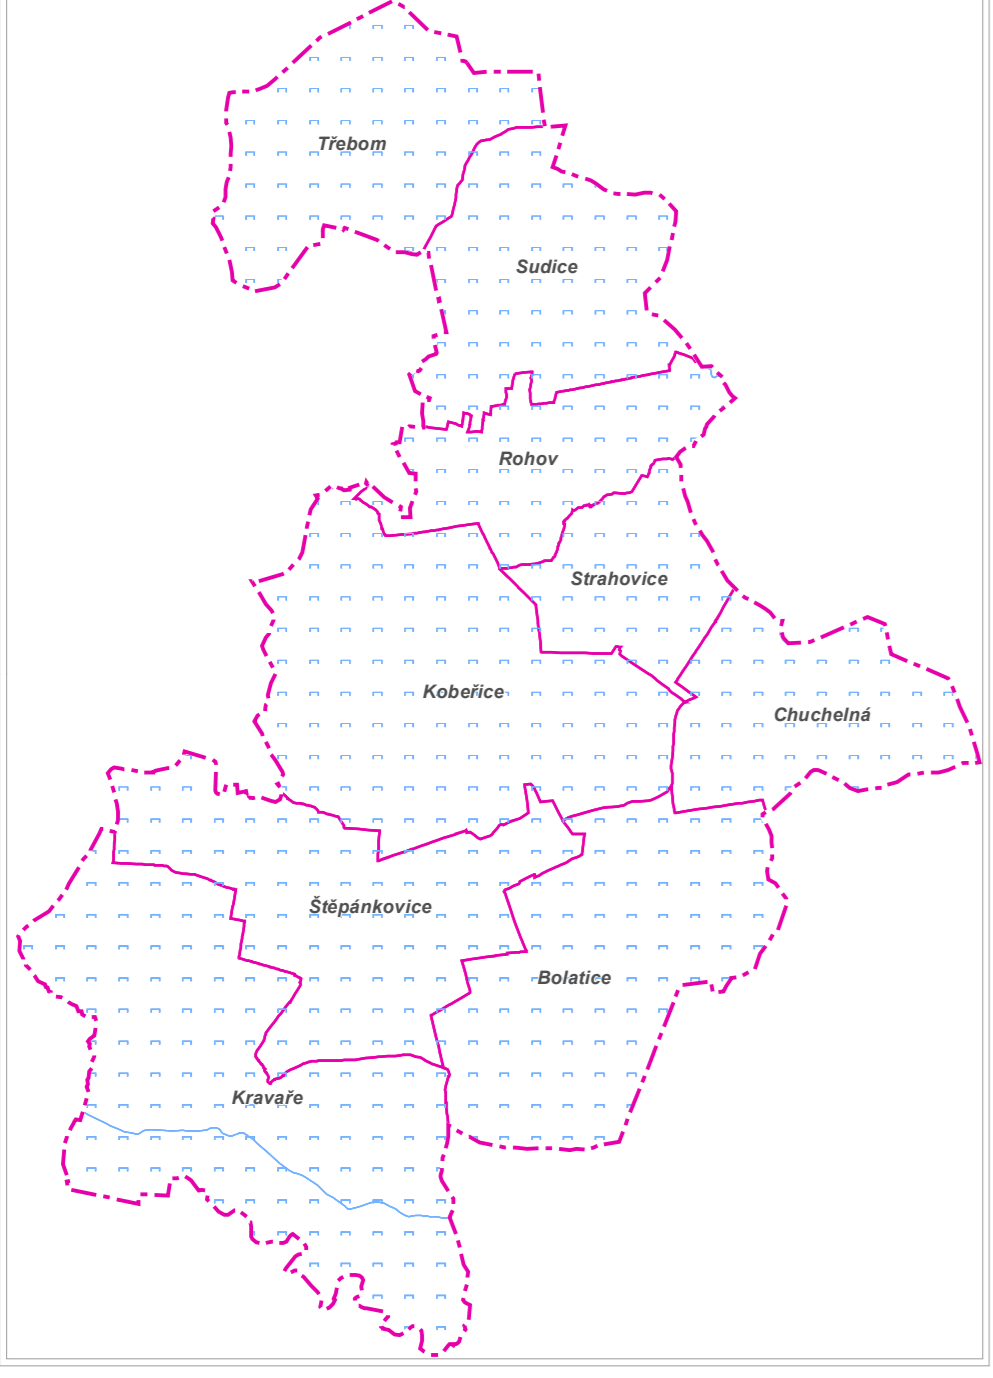 Třebom
Sudice
Rohov
Strahovice
Kobeřice
Chuchelná
Štěpánkovice
Bolatice
Kravaře